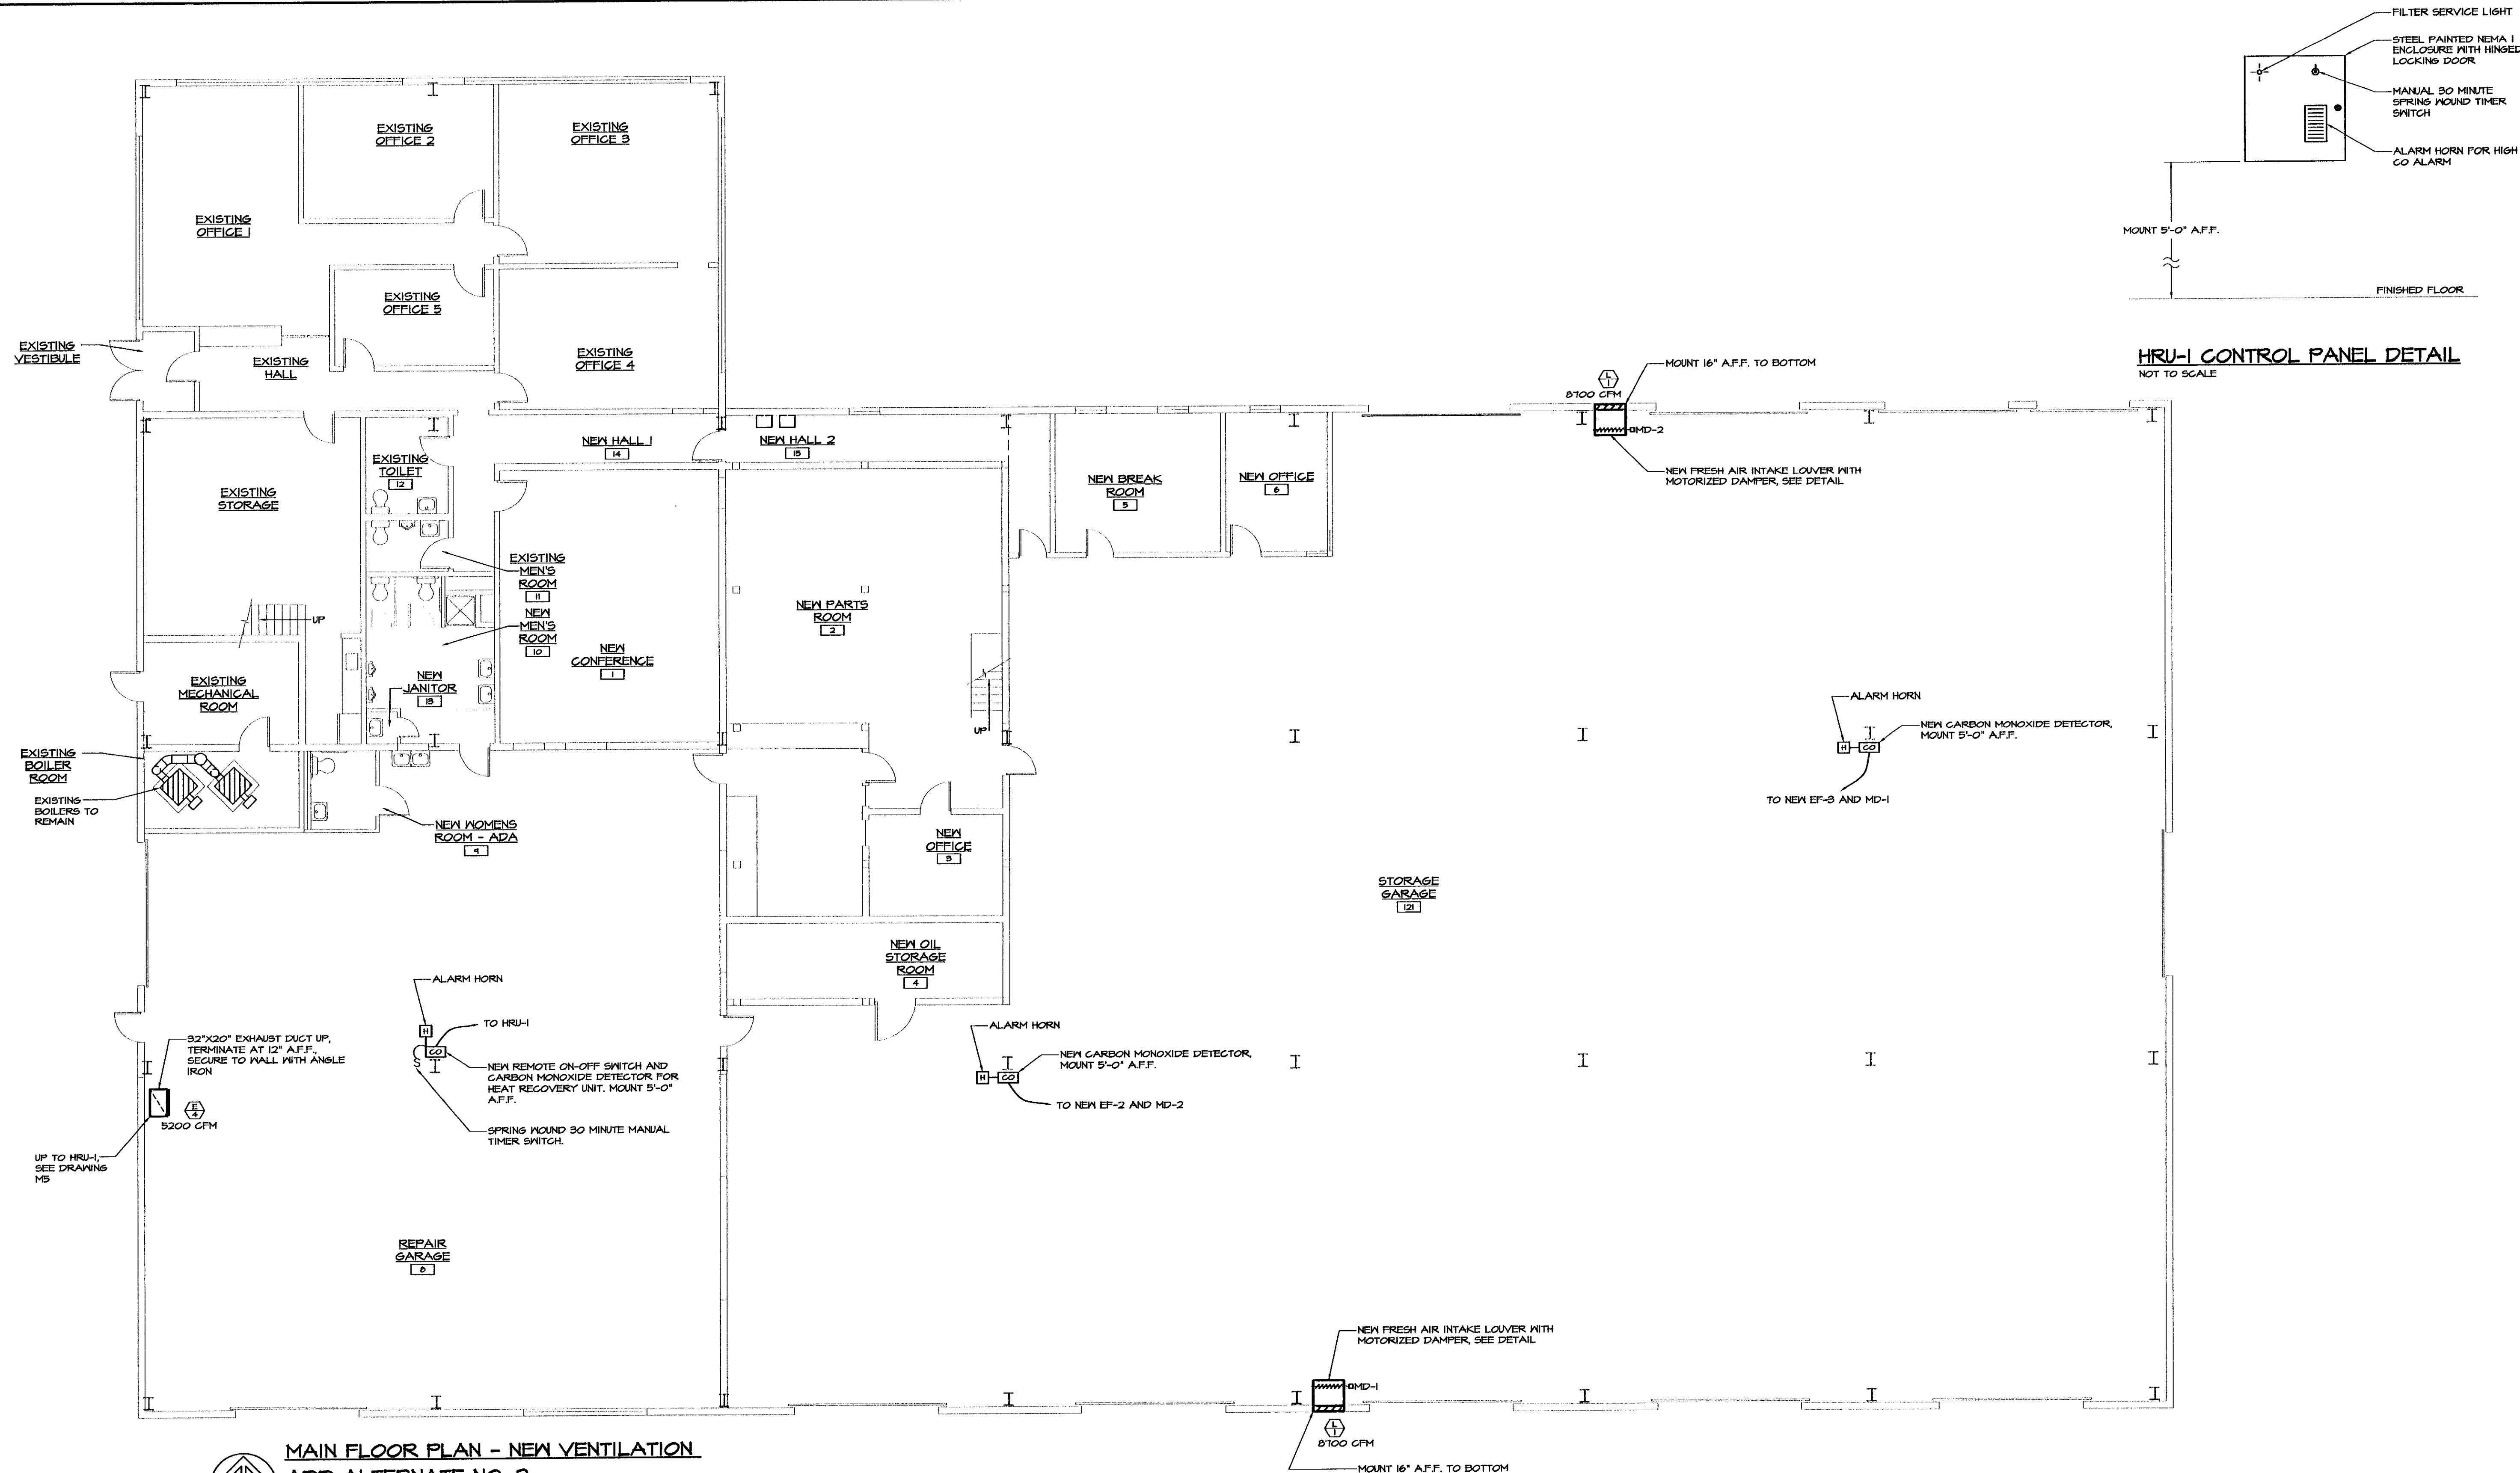 FILTER SERVICE LIGHT
STEEL PAINTED NEMA 1
ENCLOSURE WITH HINGED
LOCKING DOOR
MANUAL 30 MINUTE
SPRING WOUND TIMER
SWITCH
ALARM HORN FOR HIGH
CO ALARM
MOUNT 5'-0" A.F.F.
FINISHED FLOOR
HRU-1 CONTROL PANEL DETAIL
NOT TO SCALE
EXISTING
OFFICE 2
EXISTING
OFFICE 3
EXISTING
OFFICE 1
EXISTING
OFFICE 5
EXISTING
VESTIBULE
EXISTING
HALL
EXISTING
OFFICE 4
MOUNT 16" A.F.F. TO BOTTOM
L
1
8700 CFM
MD-2
NEW FRESH AIR INTAKE LOUVER WITH
MOTORIZED DAMPER, SEE DETAIL
NEW HALL 1
14
NEW HALL 2
15
EXISTING
TOILET
12
EXISTING
STORAGE
NEW BREAK
ROOM
5
NEW OFFICE
6
EXISTING
MEN'S
ROOM
11
NEW
MEN'S
ROOM
10
UP
NEW PARTS
ROOM
2
NEW
CONFERENCE
1
EXISTING
MECHANICAL
ROOM
NEW
JANITOR
13
UP
ALARM HORN
NEW CARBON MONOXIDE DETECTOR,
MOUNT 5'-0" A.F.F.
H
CO
TO NEW EF-3 AND MD-1
EXISTING
BOILER
ROOM
EXISTING
BOILERS TO
REMAIN
NEW WOMENS
ROOM - ADA
9
NEW
OFFICE
3
STORAGE
GARAGE
121
NEW OIL
STORAGE
ROOM
4
ALARM HORN
H
TO HRU-1
CO
S
NEW REMOTE ON-OFF SWITCH AND
CARBON MONOXIDE DETECTOR FOR
HEAT RECOVERY UNIT. MOUNT 5'-0"
A.F.F.
SPRING WOUND 30 MINUTE MANUAL
TIMER SWITCH.
32"X20" EXHAUST DUCT UP,
TERMINATE AT 12" A.F.F.,
SECURE TO WALL WITH ANGLE
IRON
E
4
5200 CFM
UP TO HRU-1,
SEE DRAWING
M5
ALARM HORN
NEW CARBON MONOXIDE DETECTOR,
MOUNT 5'-0" A.F.F.
H
CO
TO NEW EF-2 AND MD-2
REPAIR
GARAGE
8
NEW FRESH AIR INTAKE LOUVER WITH
MOTORIZED DAMPER, SEE DETAIL
MD-1
L
1
8700 CFM
MOUNT 16" A.F.F. TO BOTTOM
MAIN FLOOR PLAN - NEW VENTILATION
ADD ALTERNATE NO. 2